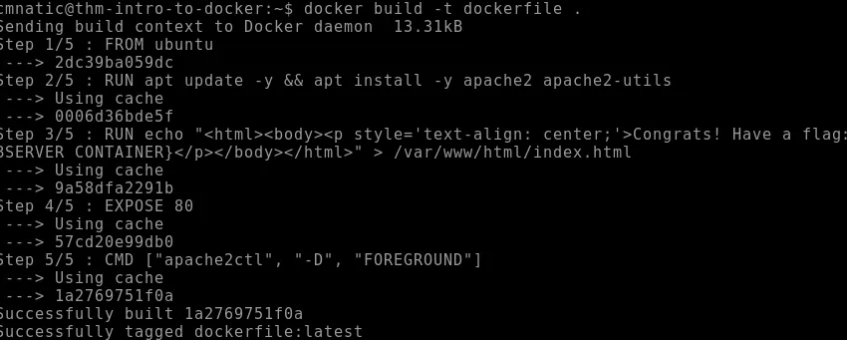 cmnatic@thm-intro-to-docker:~$ docker build -t dockerfile .
Sending build context to Docker daemon  13.31kB
Step 1/5 : FROM ubuntu
---> 2dc39ba059dc
Step 2/5 : RUN apt update -y && apt install -y apache2 apache2-utils
---> Using cache
---> 0006d36bde5f
Step 3/5 : RUN echo "<html><body><p style='text-align: center;'>Congrats! Have a flag:
BSERVER CONTAINER}</p></body></html>" > /var/www/html/index.html
---> Using cache
---> 9a58dfa2291b
Step 4/5 : EXPOSE 80
---> Using cache
---> 57cd20e99db0
Step 5/5 : CMD ["apache2ctl", "-D", "FOREGROUND"]
---> Using cache
---> 1a2769751f0a
Successfully built 1a2769751f0a
Successfully tagged dockerfile:latest